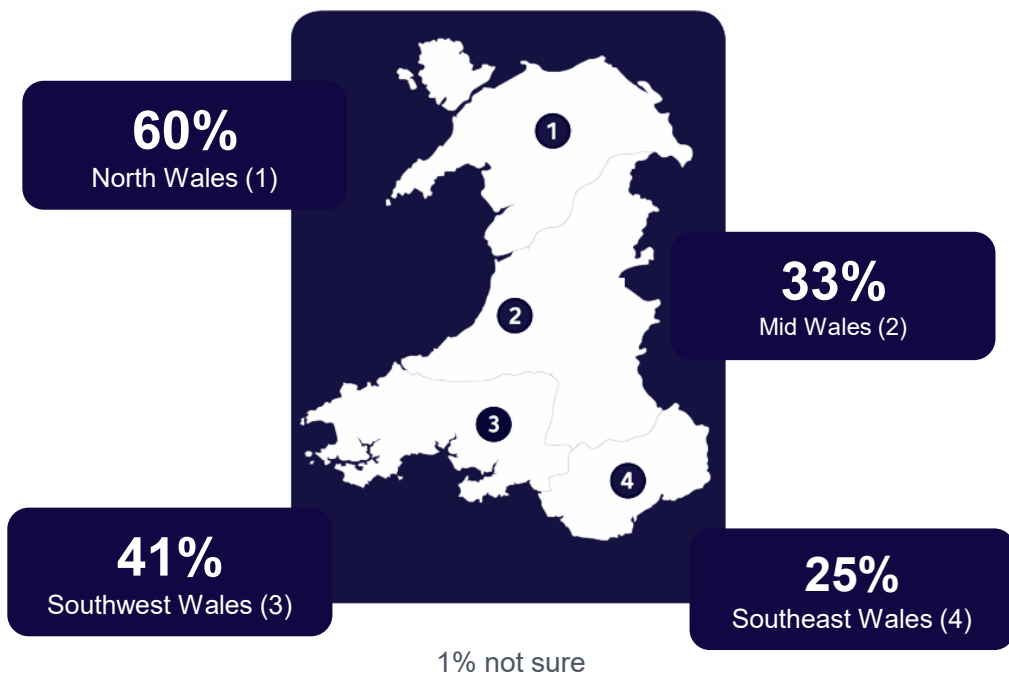 60%
North Wales (1)
1
33%
Mid Wales (2)
2
3
4
41%
Southwest Wales (3)
25%
Southeast Wales (4)
1% not sure